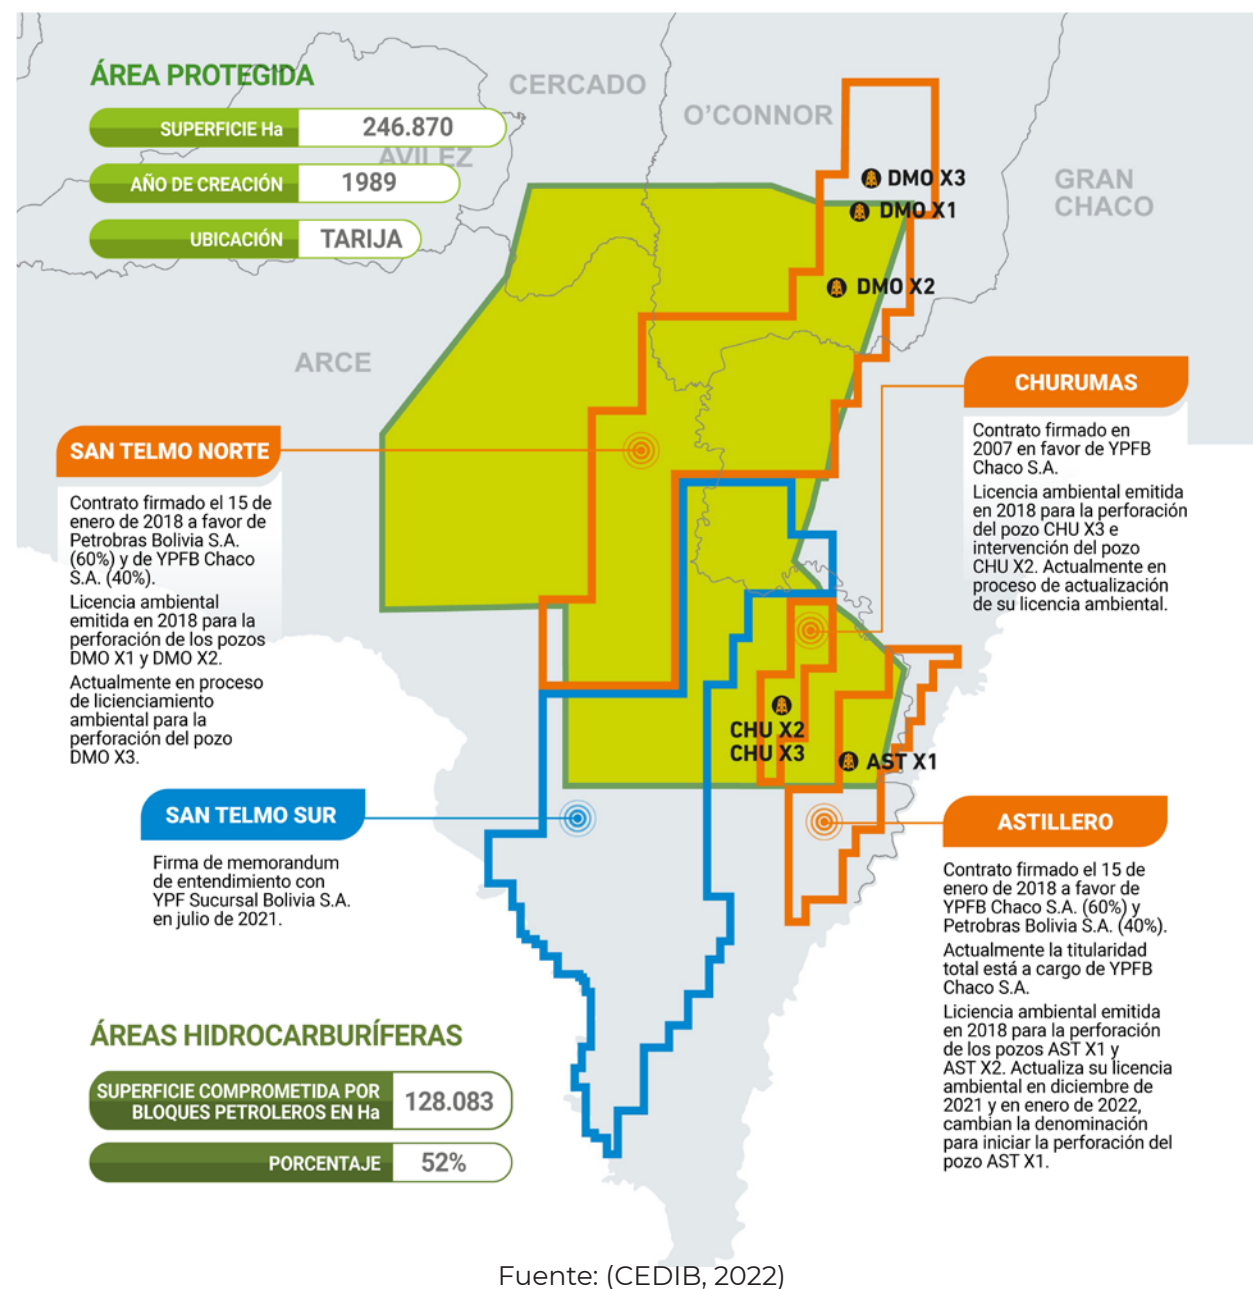 ÁREA PROTEGIDA
SUPERFICIE Ha 246.870
AÑO DE CREACIÓN 1989
UBICACIÓN TARIJA
CERCADO
AVILEZ
O'CONNOR
GRAN
CHACO
ARCE
DMO X3
DMO X1
DMO X2
SAN TELMO NORTE
Contrato firmado el 15 de
enero de 2018 a favor de
Petrobras Bolivia S.A.
(60%) y de YPFB Chaco
S.A. (40%).
Licencia ambiental
emitida en 2018 para la
perforación de los pozos
DMO X1 y DMO X2.
Actualmente en proceso
de licienciamiento
ambiental para la
perforación del pozo
DMO X3.
CHURUMAS
Contrato firmado en
2007 en favor de YPFB
Chaco S.A.
Licencia ambiental emitida
en 2018 para la perforación
del pozo CHU X3 e
intervención del pozo
CHU X2. Actualmente en
proceso de actualización
de su licencia ambiental.
CHU X2
CHU X3
AST X1
SAN TELMO SUR
Firma de memorandum
de entendimiento con
YPF Sucursal Bolivia S.A.
en julio de 2021.
ASTILLERO
Contrato firmado el 15 de
enero de 2018 a favor de
YPFB Chaco S.A. (60%) y
Petrobras Bolivia S.A. (40%).
Actualmente la titularidad
total está a cargo de YPFB
Chaco S.A.
Liciencia ambiental emitida
en 2018 para la perforación
de los pozos AST X1 y
AST X2. Actualiza su licencia
ambiental en diciembre de
2021 y en enero de 2022,
cambian la denominación
para iniciar la perforación del
pozo AST X1.
ÁREAS HIDROCARBURÍFERAS
SUPERFICIE COMPROMETIDA POR
BLOQUES PETROLEROS EN Ha 128.083
PORCENTAJE 52%
Fuente: (CEDIB, 2022)